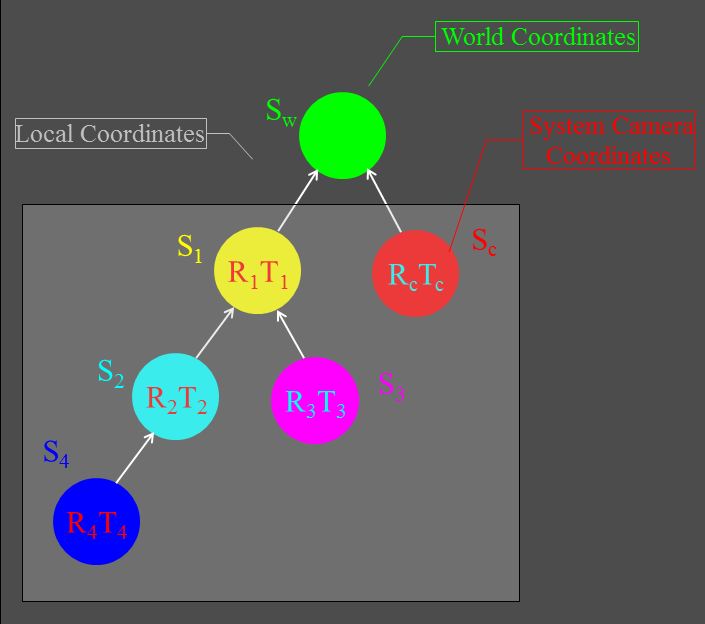 World Coordinates
S_w
Local Coordinates
System Camera
Coordinates
S_1
R_1T_1
S_c
R_cT_c
S_2
R_2T_2
R_3T_3
S_3
S_4
R_4T_4